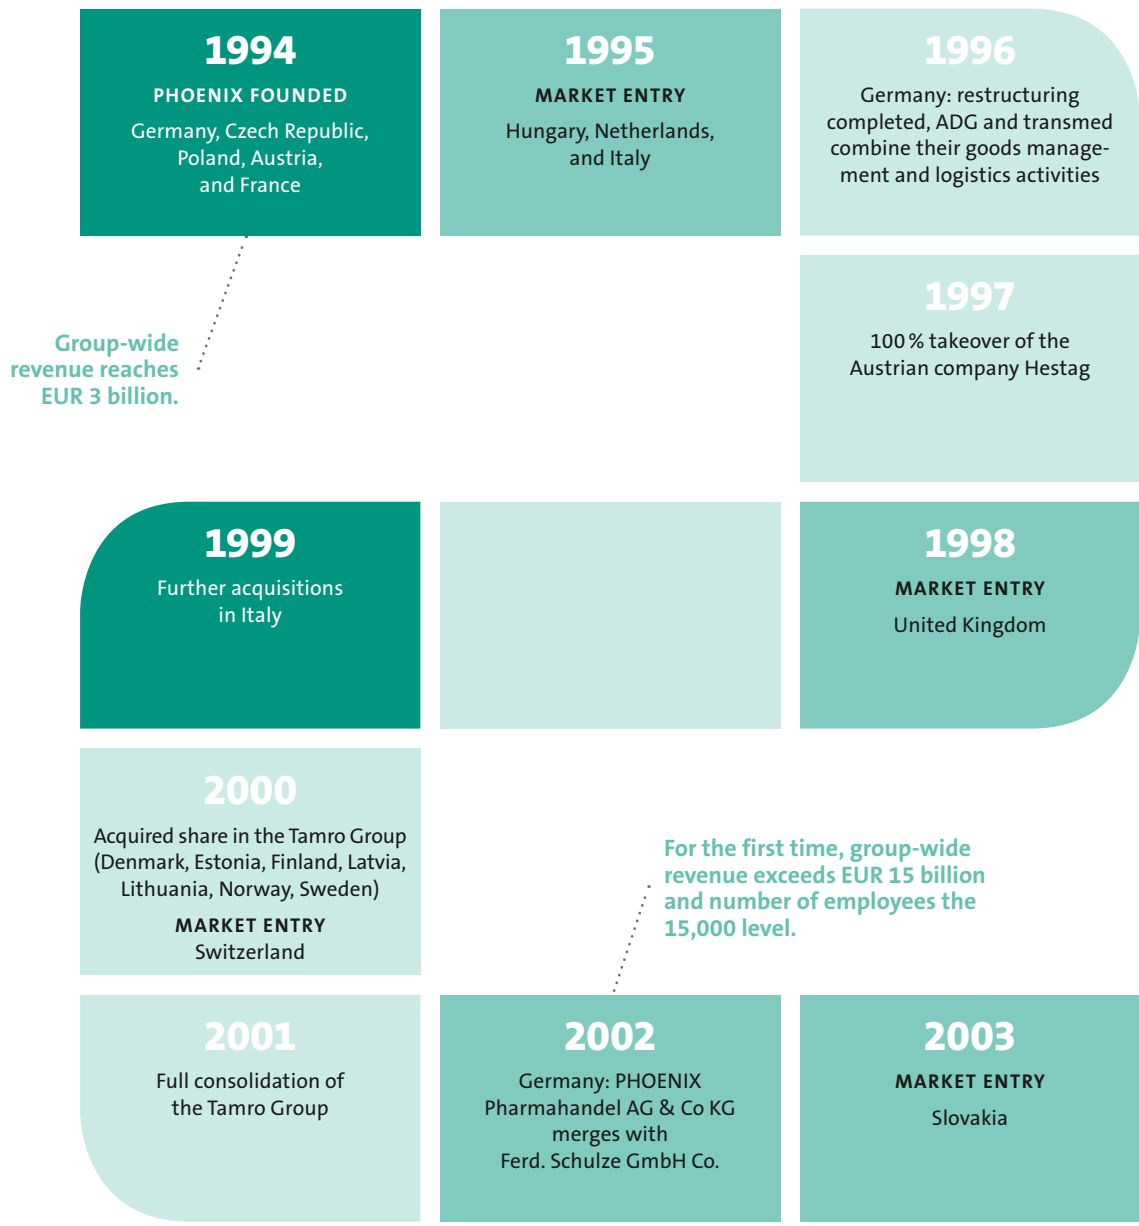 1994
PHOENIX FOUNDED
Germany, Czech Republic,
Poland, Austria,
and France
Group-wide
revenue reaches
EUR 3 billion.
1995
MARKET ENTRY
Hungary, Netherlands,
and Italy
1996
Germany: restructuring
completed, ADG and transmed
combine their goods manage-
ment and logistics activities
1997
100 % takeover of the
Austrian company Hestag
1998
MARKET ENTRY
United Kingdom
1999
Further acquisitions
in Italy
2000
Acquired share in the Tamro Group
(Denmark, Estonia, Finland, Latvia,
Lithuania, Norway, Sweden)
MARKET ENTRY
Switzerland
2001
Full consolidation of
the Tamro Group
For the first time, group-wide
revenue exceeds EUR 15 billion
and number of employees the
15,000 level.
2002
Germany: PHOENIX
Pharmahandel AG & Co KG
merges with
Ferd. Schulze GmbH Co.
2003
MARKET ENTRY
Slovakia